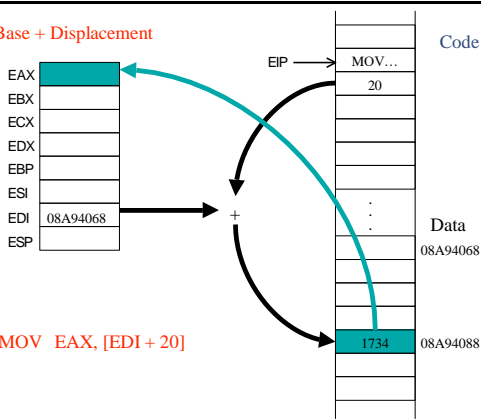 Base + Displacement
Code
EIP
MOV...
20
EAX
EBX
ECX
EDX
EBP
ESI
EDI 08A94068
ESP
+
.
.
.
Data
08A94068
MOV EAX, [EDI + 20]
1734
08A94088